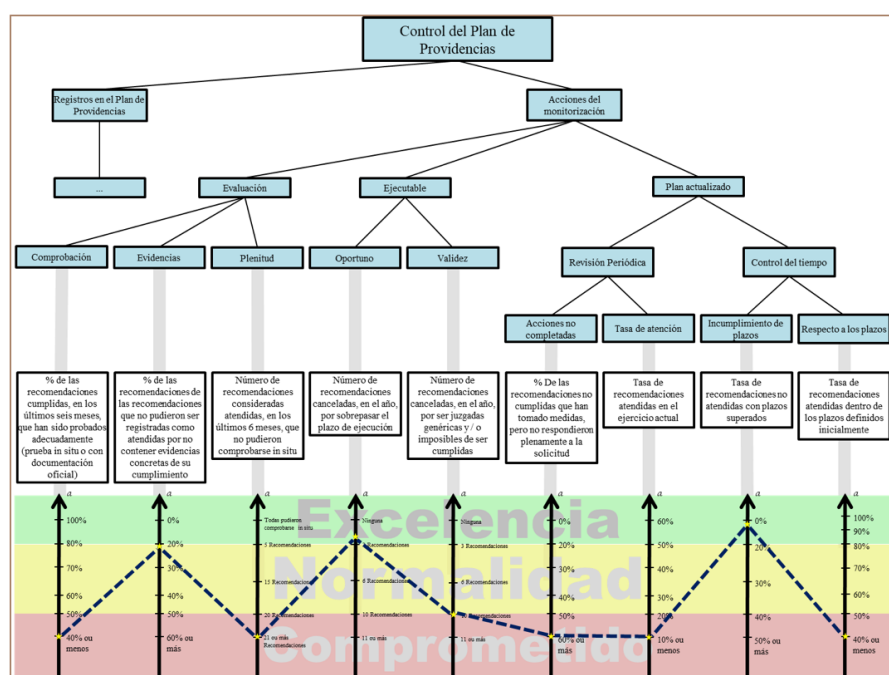 Control del Plan de
Providencias
Registros en el Plan de
Providencias
Acciones del
monitorización
...
Evaluación
Ejecutable
Plan actualizado
Comprobación
Evidencias
Plenitud
Oportuno
Validez
Revisión Periódica
Control del tiempo
Acciones no
completadas
Tasa de atención
Incumplimiento de
plazos
Respecto a los plazos
% de las
recomendaciones
cumplidas, en los
últimos seis meses,
que han sido probados
adecuadamente
(prueba in situ o con
documentación
oficial)
% de las
recomendaciones de
las recomendaciones
que no pudieron ser
registradas como
atendidas por no
contener evidencias
concretas de su
cumplimiento
Número de
recomendaciones
consideradas
atendidas, en los
últimos 6 meses, que
no pudieron
comprobarse in situ
Número de
recomendaciones
canceladas, en el año,
por sobrepasar el
plazo de ejecución
Número de
recomendaciones
canceladas, en el año,
por ser juzgadas
genéricas y / o
imposibles de ser
cumplidas
% De las
recomendaciones no
cumplidas que han
tomado medidas,
pero no respondieron
plenamente a la
solicitud
Tasa de
recomendaciones
atendidas en el
ejercicio actual
Tasa de
recomendaciones no
atendidas con plazos
superados
Tasa de
recomendaciones
atendidas dentro de
los plazos definidos
inicialmente
Excelencia
Normalidad
Comprometido
a
100%
80%
70%
60%
50%
40% ou
menos
a
0%
20%
30%
40%
50%
60% ou
más
a
Todas pudieron
comprobane in situ
15 Recomendaciones
20 Recomendaciones
21 eu más
Recomendaciones
a
Ninguna
Recomendaciones
6 Recomendaciones
10 Recomendaciones
a
Ninguna
3 Recomendaciones
6 Recomendaciones
Recomendaciones
11 ou más
a
0%
20%
30%
40%
50%
60% ou
más
a
60%
50%
40%
30%
20%
10% ou
menos
a
0%
20%
30%
40%
50% ou
más
a
100%
90%
80%
70%
60%
50%
40% ou
menos